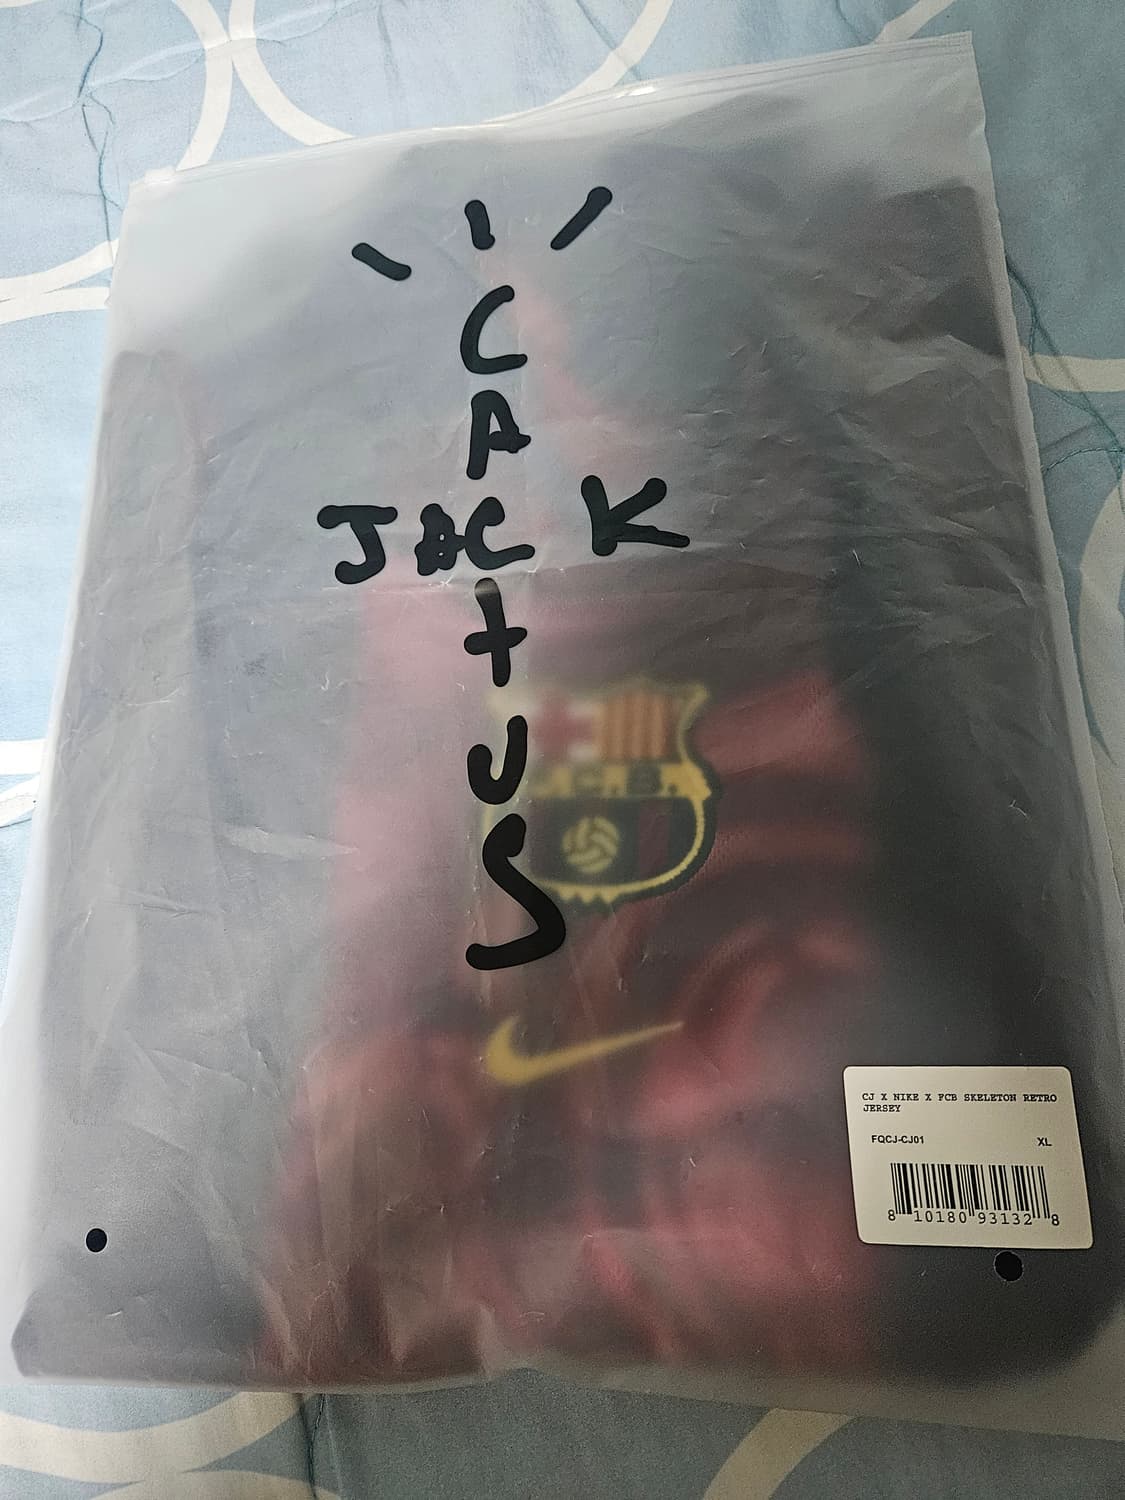 CACTUS
JACK
F.C.B.
CJ X NIKE X FCB SKELETON RETRO
JERSEY
FQCJ-CJ01 XL
8 10180 93132 8